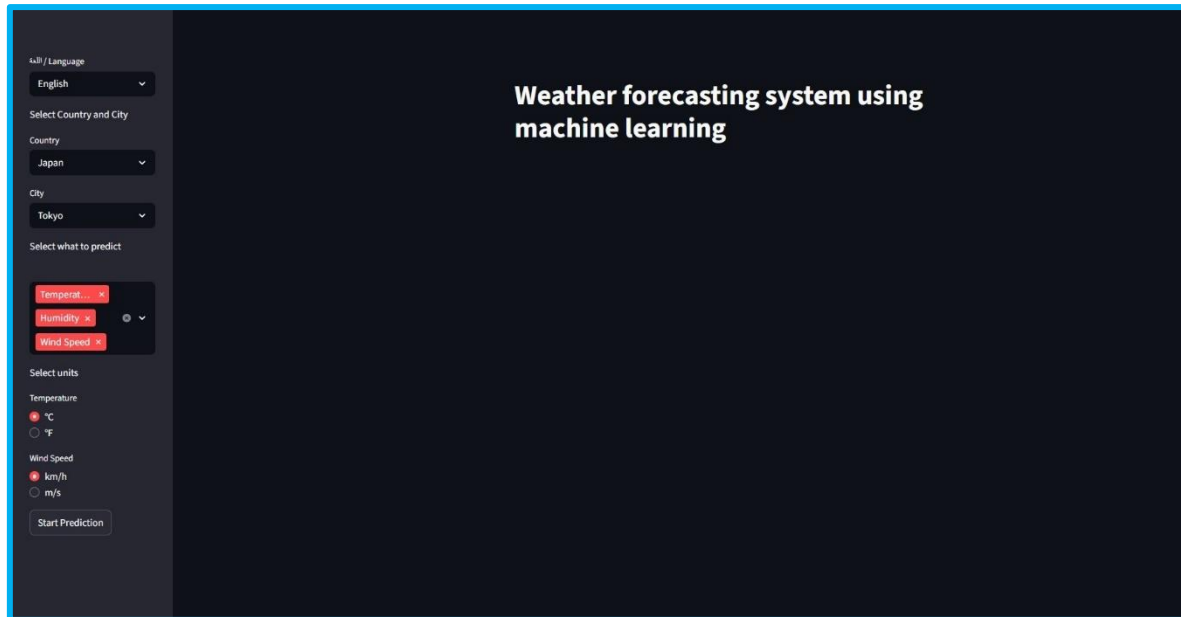 اللغة / Language
English
Select Country and City
Country
Japan
City
Tokyo
Select what to predict
Temperat... ×
Humidity ×
Wind Speed ×
Select units
Temperature
°C
°F
Wind Speed
km/h
m/s
Start Prediction
Weather forecasting system using
machine learning